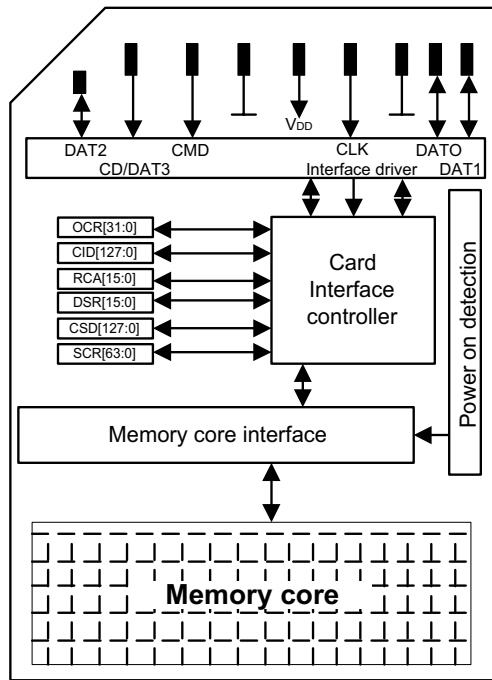 VDD
DAT2
CMD
CLK
DATO
CD/DAT3
Interface driver
DAT1
OCR[31:0]
CID[127:0]
RCA[15:0]
DSR[15:0]
CSD[127:0]
SCR[63:0]
Card
Interface
controller
Power on detection
Memory core interface
Memory core